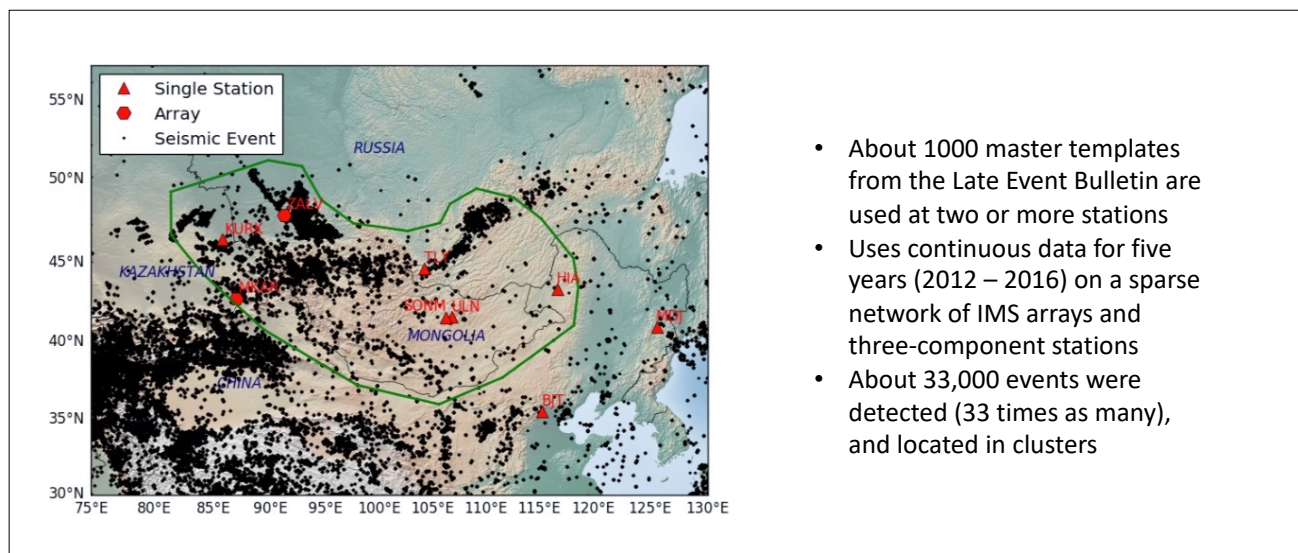 Single Station
Array
Seismic Event
55°N
50°N
45°N
40°N
35°N
30°N
75°E 80°E 85°E 90°E 95°E 100°E 105°E 110°E 115°E 120°E 125°E 130°E
RUSSIA
ZALV
KURK
KAZAKHSTAN
MKAR
TLY
HIA
SONM ULN
MONGOLIA
MDJ
CHINA
BJT
• About 1000 master templates
from the Late Event Bulletin are
used at two or more stations
• Uses continuous data for five
years (2012 – 2016) on a sparse
network of IMS arrays and
three-component stations
• About 33,000 events were
detected (33 times as many),
and located in clusters